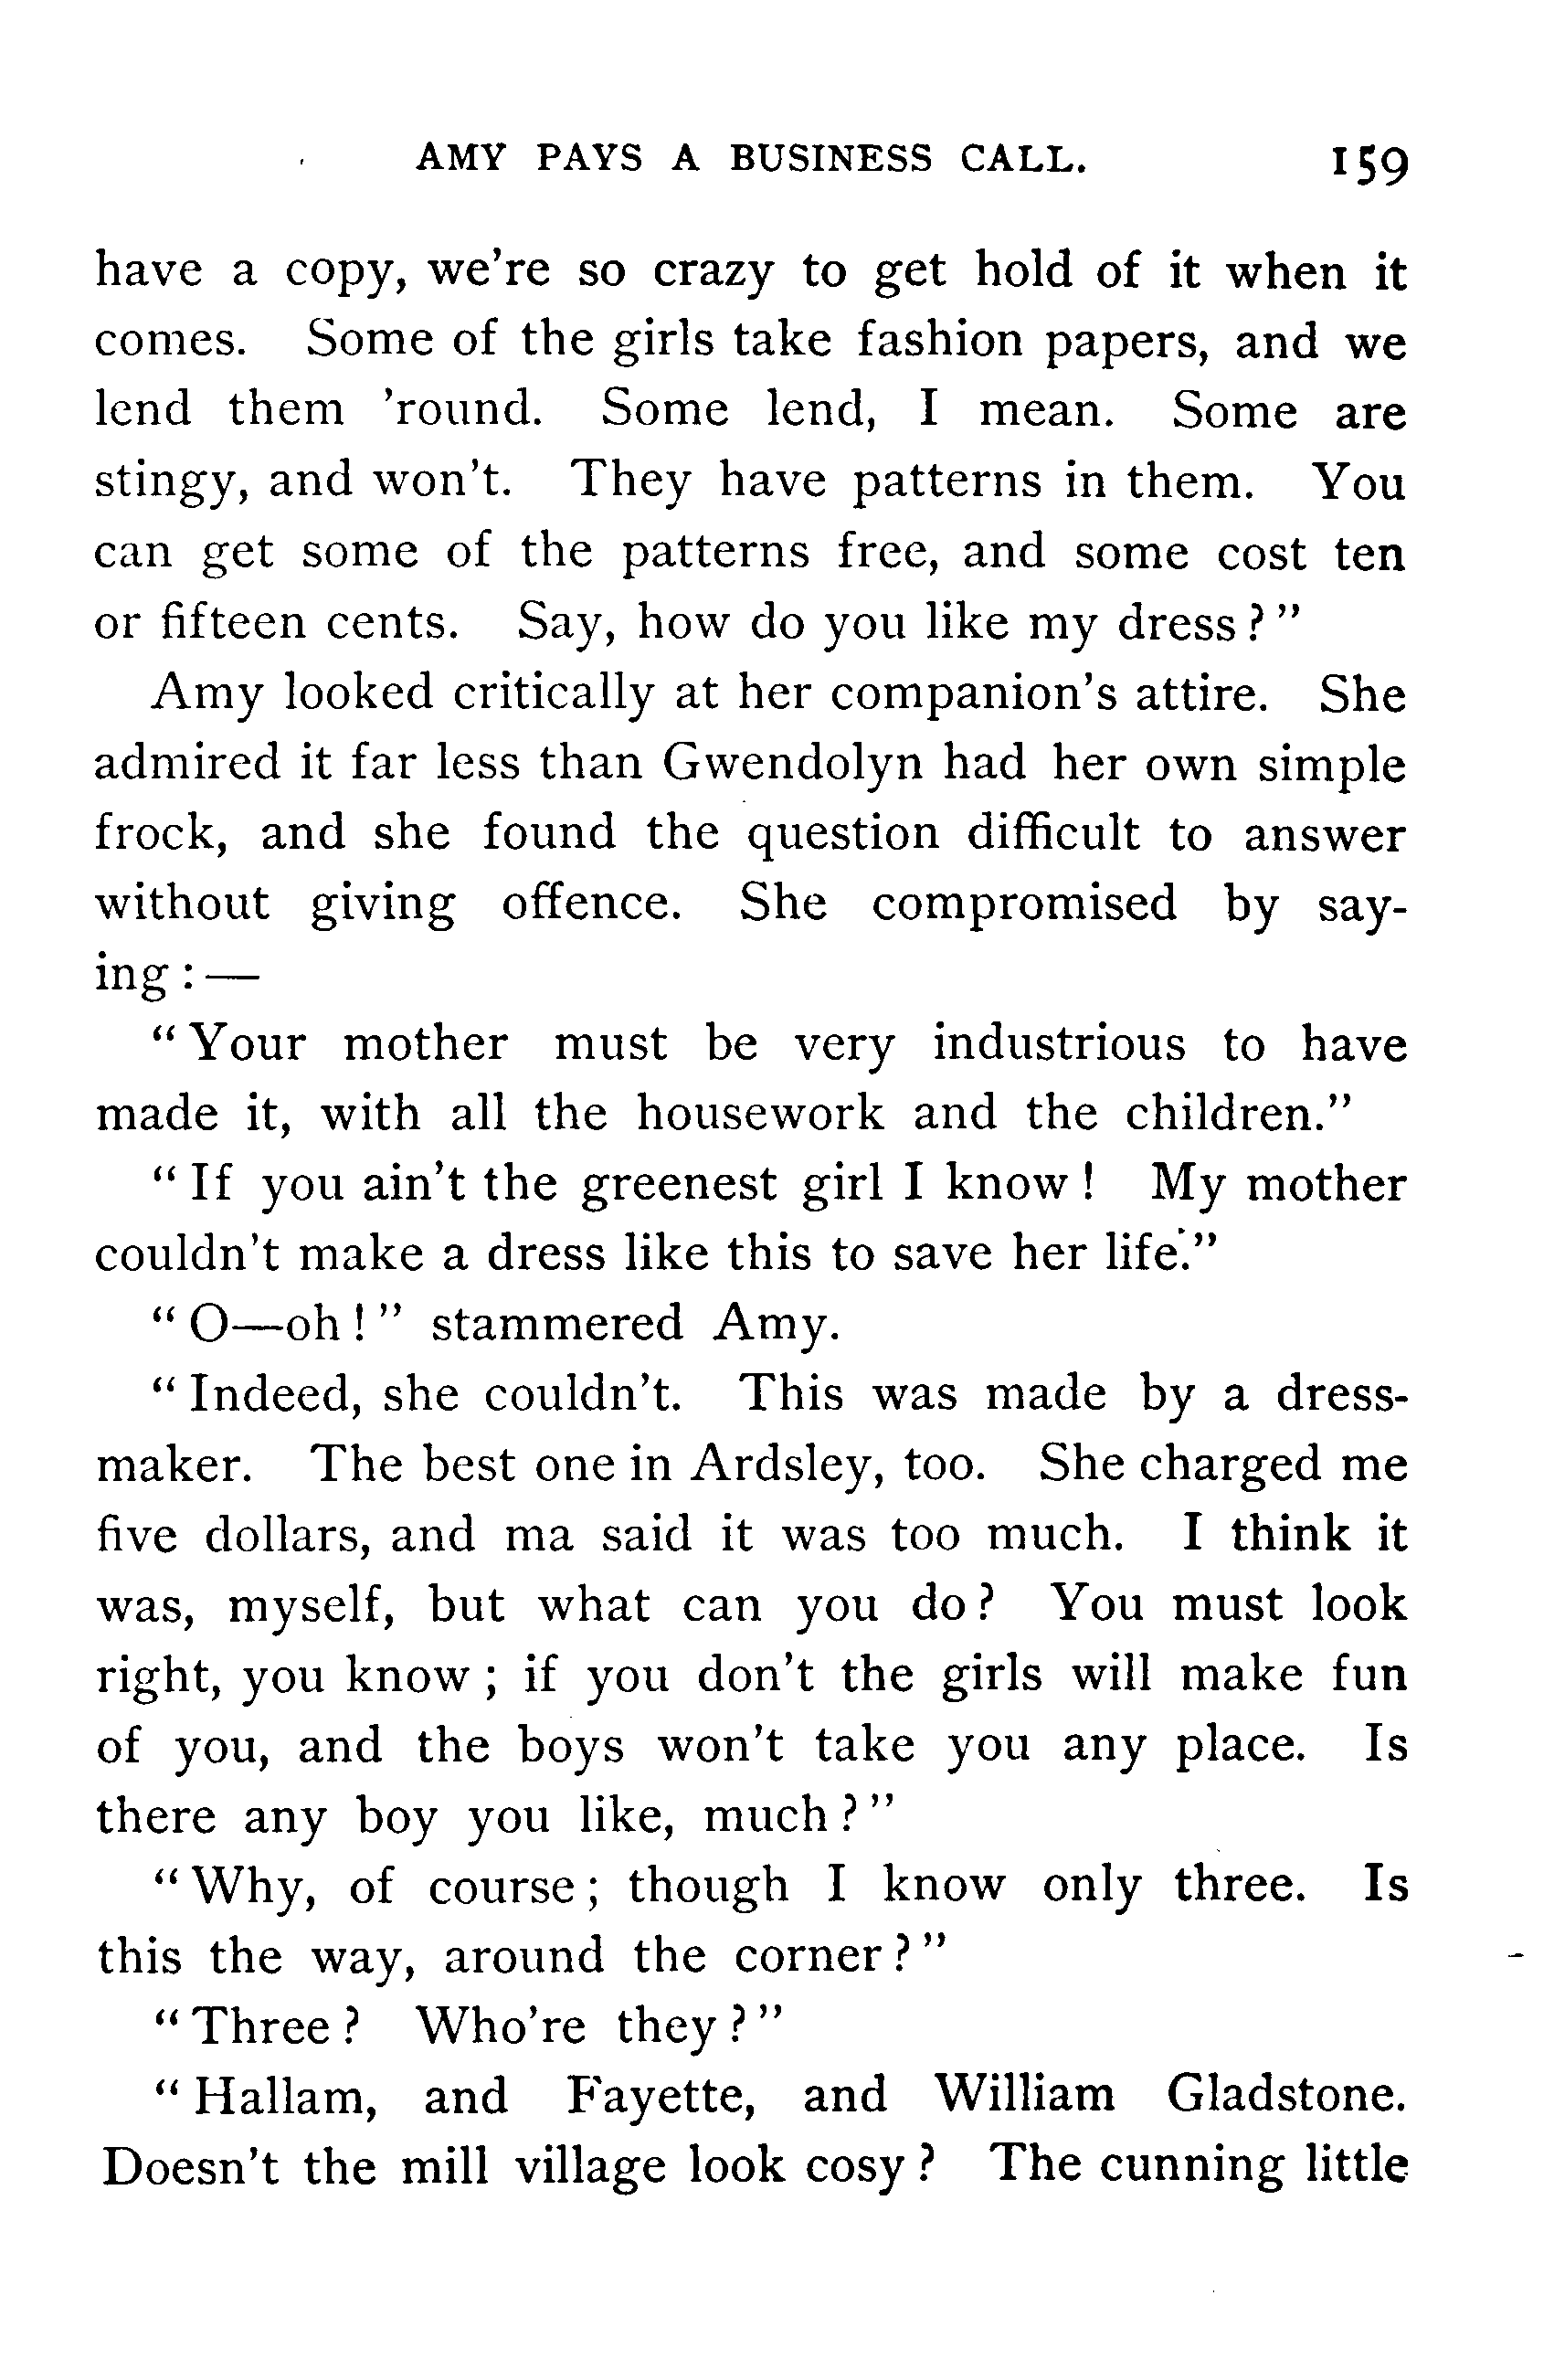 AMY PAYS A BUSINESS CALL. 159
have a copy, we're so crazy to get hold of it when it
comes. Some of the girls take fashion papers, and we
lend them 'round. Some lend, I mean. Some are
stingy, and won't. They have patterns in them. You
can get some of the patterns free, and some cost ten
or fifteen cents. Say, how do you like my dress?"
Amy looked critically at her companion's attire. She
admired it far less than Gwendolyn had her own simple
frock, and she found the question difficult to answer
without giving offence. She compromised by say-
ing:—
"Your mother must be very industrious to have
made it, with all the housework and the children."
"If you ain't the greenest girl I know! My mother
couldn't make a dress like this to save her life."
"O—oh!" stammered Amy.
"Indeed, she couldn't. This was made by a dress-
maker. The best one in Ardsley, too. She charged me
five dollars, and ma said it was too much. I think it
was, myself, but what can you do? You must look
right, you know; if you don't the girls will make fun
of you, and the boys won't take you any place. Is
there any boy you like, much?"
"Why, of course; though I know only three. Is
this the way, around the corner?"
"Three? Who're they?"
"Hallam, and Fayette, and William Gladstone.
Doesn't the mill village look cosy? The cunning little